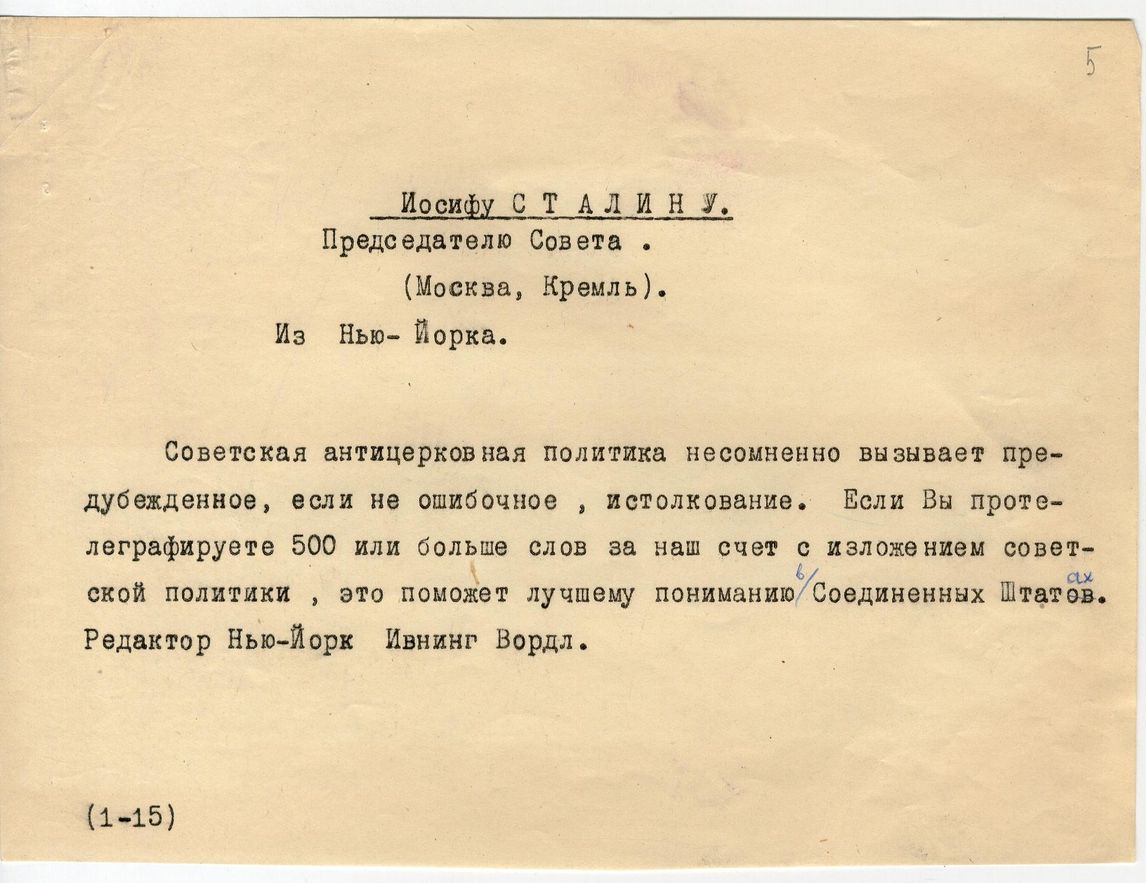 5
Иосифу С Т А Л И Н У.
Председателю Совета .
(Москва, Кремль).
Из Нью- Йорка.
Советская антицерковная политика несомненно вызывает пре-
дубежденное, если не ошибочное , истолкование. Если Вы проте-
леграфируете 500 или больше слов за наш счет с изложением совет-
ской политики , это поможет лучшему пониманию в/ Соединенных Штатах.
Редактор Нью-Йорк Ивнинг Вордл.
(1-15)